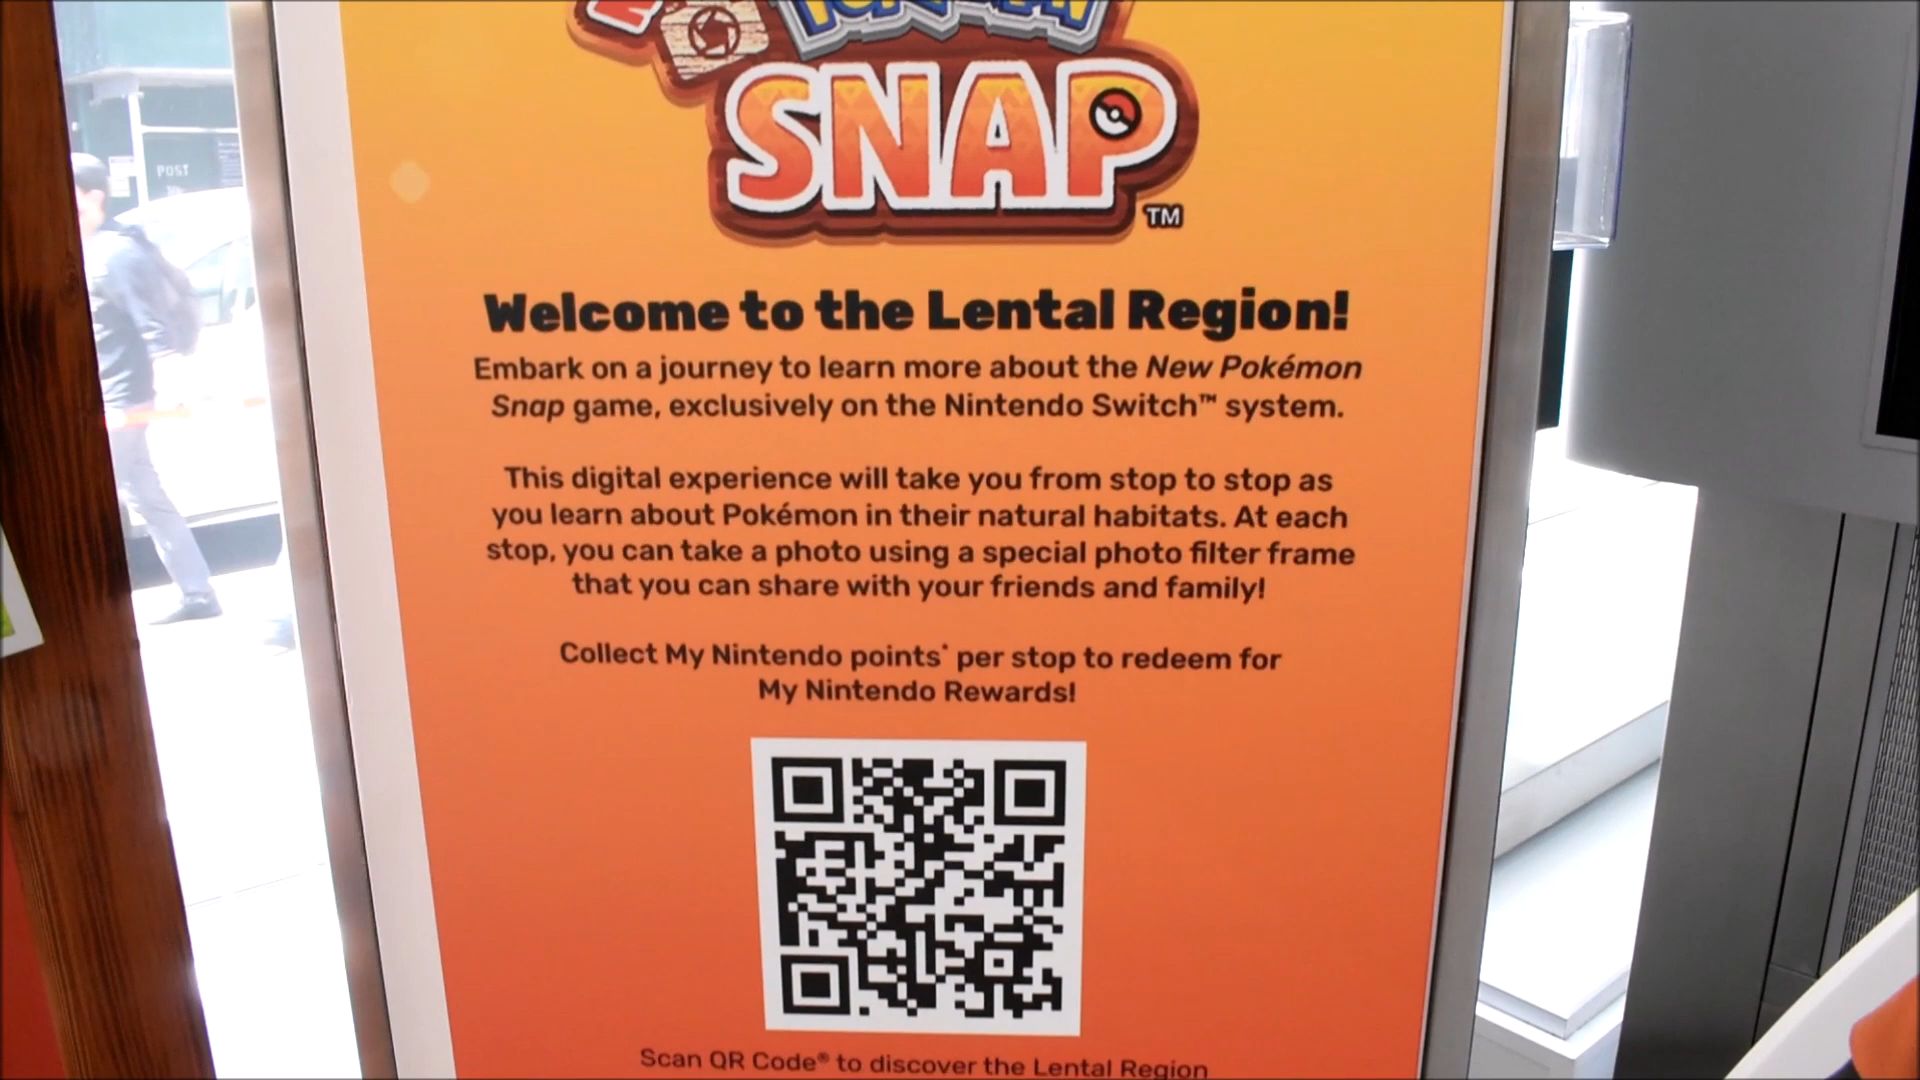 POST
POKÉMON
SNAP
TM
Welcome to the Lental Region!
Embark on a journey to learn more about the New Pokémon
Snap game, exclusively on the Nintendo Switch™ system.
This digital experience will take you from stop to stop as
you learn about Pokémon in their natural habitats. At each
stop, you can take a photo using a special photo filter frame
that you can share with your friends and family!
Collect My Nintendo points* per stop to redeem for
My Nintendo Rewards!
Scan QR Code® to discover the Lental Region